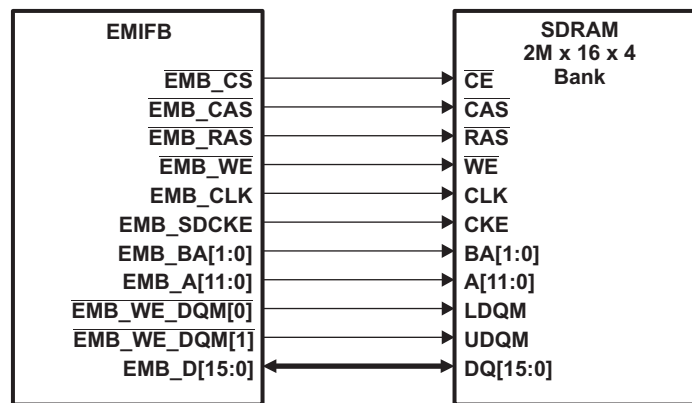 EMIFB
EMB_CS
EMB_CAS
EMB_RAS
EMB_WE
EMB_CLK
EMB_SDCKE
EMB_BA[1:0]
EMB_A[11:0]
EMB_WE_DQM[0]
EMB_WE_DQM[1]
EMB_D[15:0]
SDRAM
2M x 16 x 4
Bank
CE
CAS
RAS
WE
CLK
CKE
BA[1:0]
A[11:0]
LDQM
UDQM
DQ[15:0]